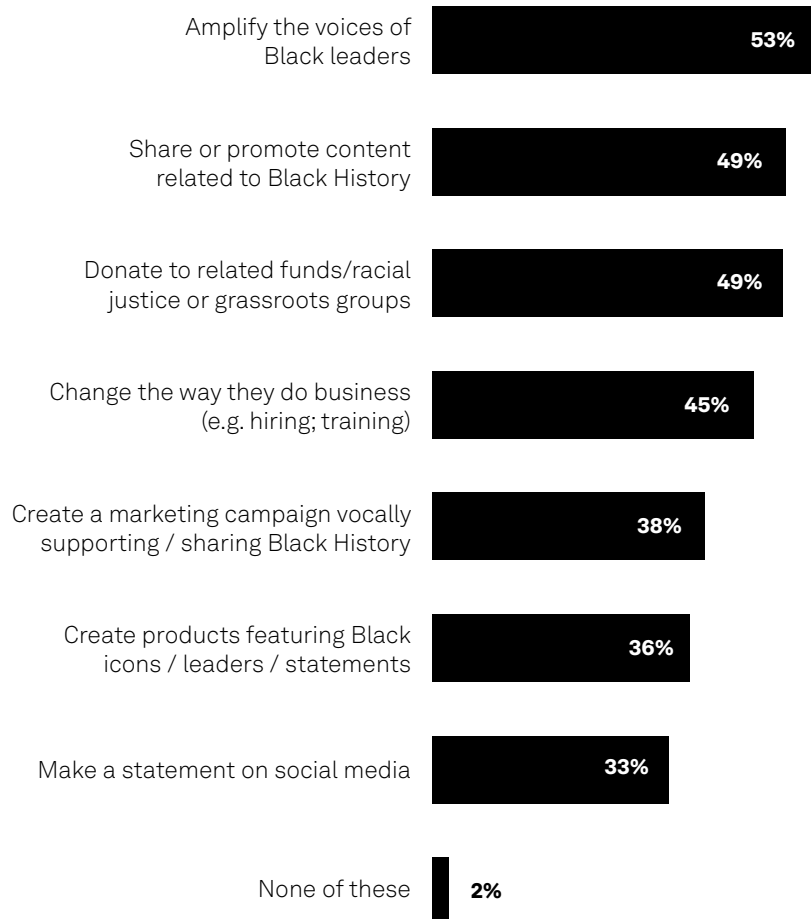 Amplify the voices of
Black leaders
53%
Share or promote content
related to Black History
49%
Donate to related funds/racial
justice or grassroots groups
49%
Change the way they do business
(e.g. hiring; training)
45%
Create a marketing campaign vocally
supporting / sharing Black History
38%
Create products featuring Black
icons / leaders / statements
36%
Make a statement on social media
33%
None of these
2%